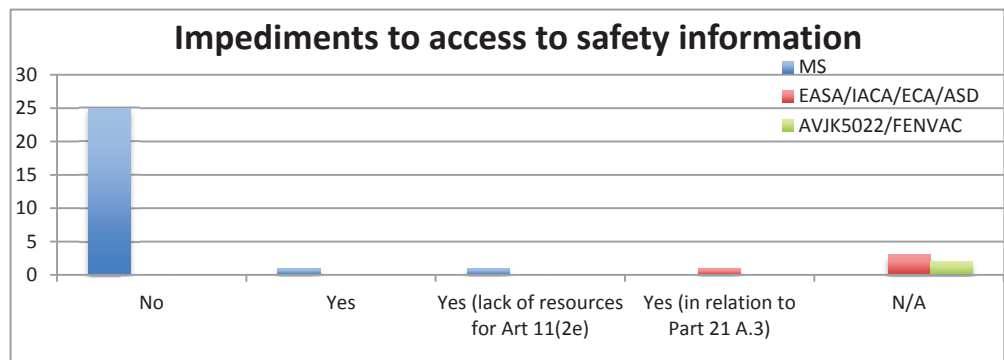 Impediments to access to safety information
MS
EASA/IACA/ECA/ASD
AVJK5022/FENVAC
30
25
20
15
10
5
0
No
Yes
Yes (lack of resources
for Art 11(2e)
Yes (in relation to
Part 21 A.3)
N/A